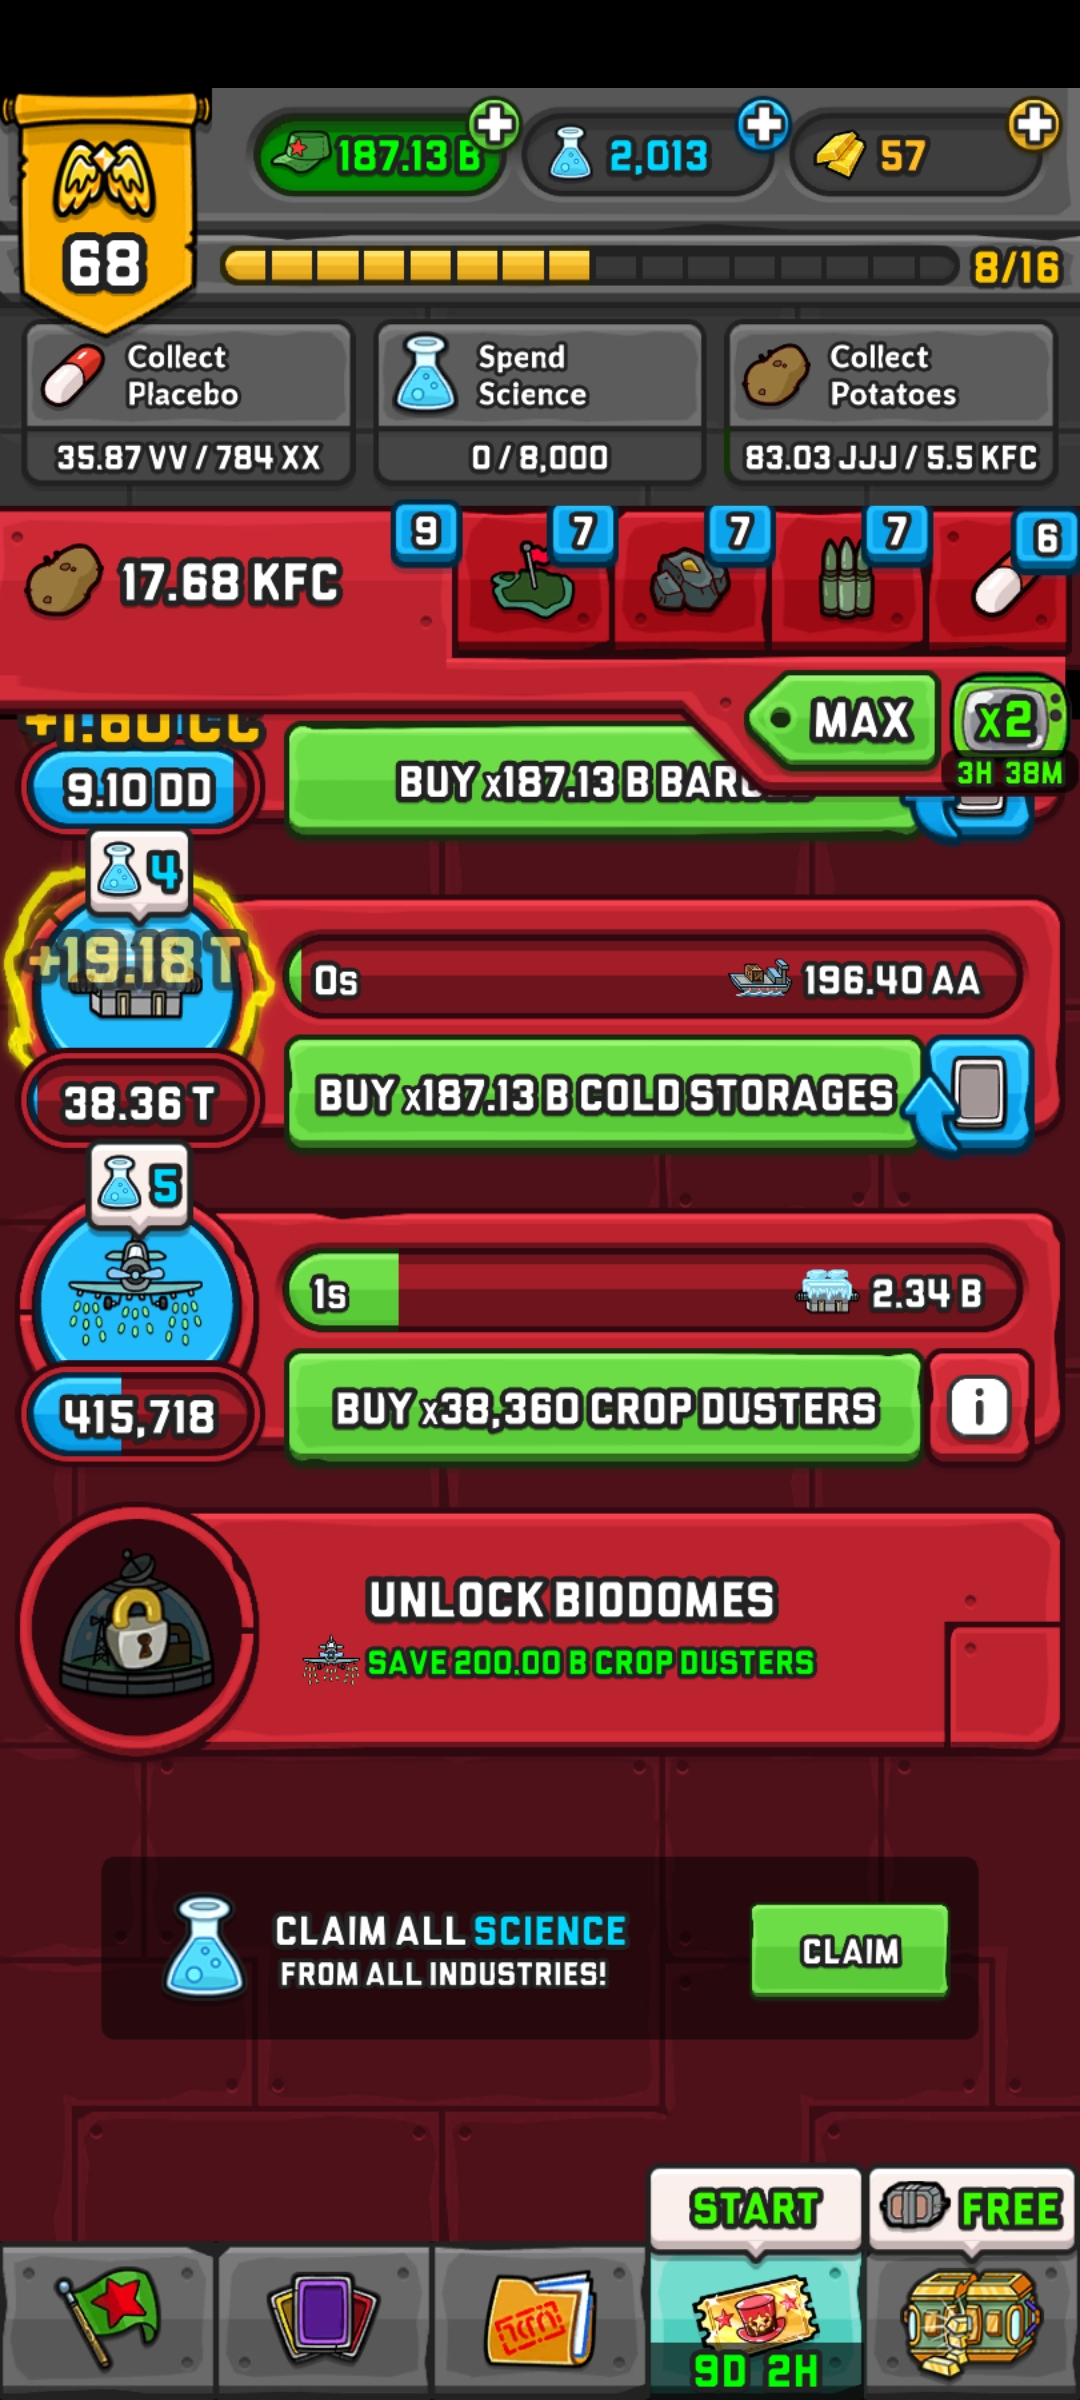 187.13 B
2,013
57
68
8/16
Collect
Placebo
35.87 VV / 784 XX
Spend
Science
0 / 8,000
Collect
Potatoes
83.03 JJJ / 5.5 KFC
17.68 KFC
9
7
7
7
6
MAX
x2
3H 38M
+1.60 CC
9.10 DD
BUY x187.13 B
4
+19.18 T
0s
196.40 AA
38.36 T
BUY x187.13 B COLD STORAGES
5
1s
2.34 B
415,718
BUY x38,360 CROP DUSTERS
i
UNLOCK BIODOMES
SAVE 200.00 B CROP DUSTERS
CLAIM ALL SCIENCE
FROM ALL INDUSTRIES!
CLAIM
START
FREE
9D 2H